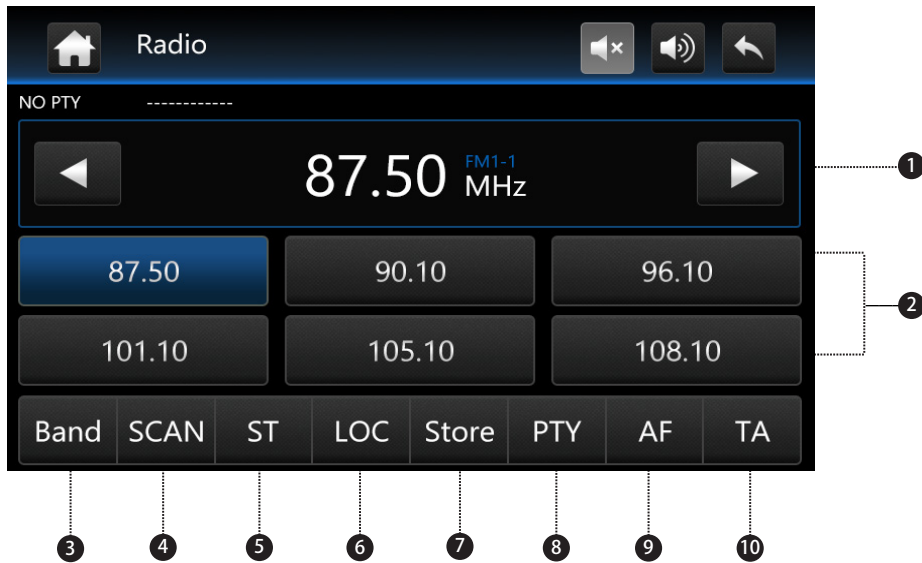 Radio
NO PTY ------------
87.50 FM1-1 MHz
1
87.50 90.10 96.10
2
101.10 105.10 108.10
Band SCAN ST LOC Store PTY AF TA
3 4 5 6 7 8 9 10